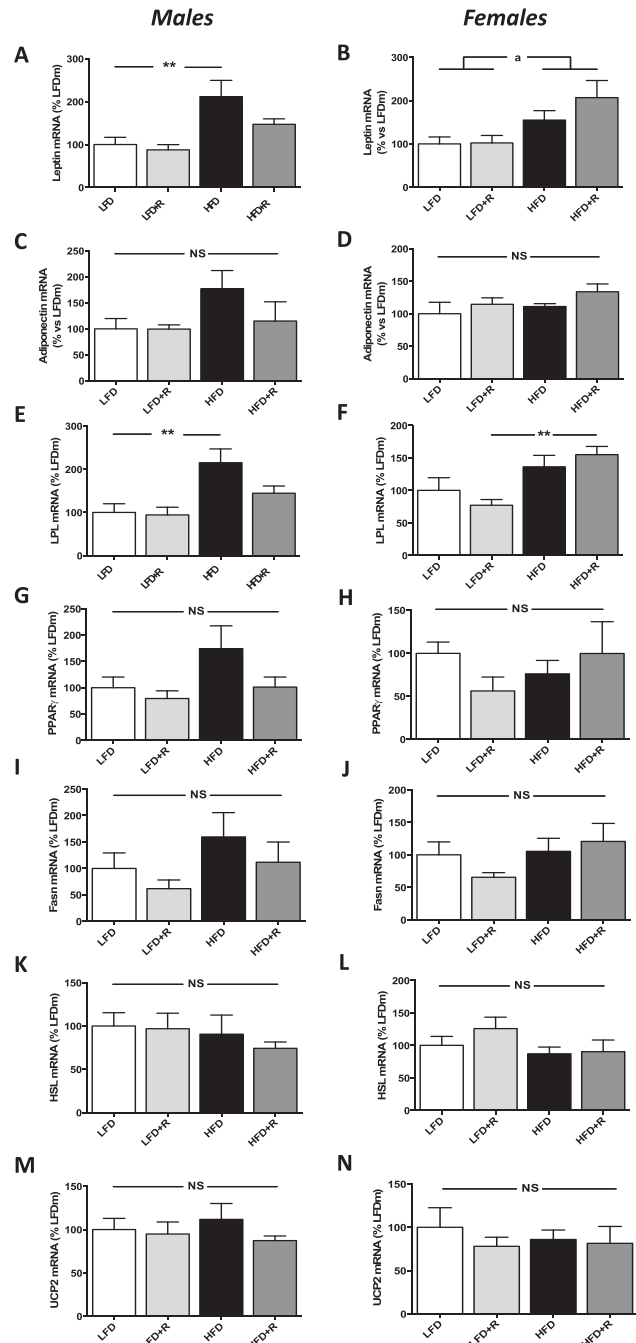 Males
Females
A
Leptin mRNA (% LFDm)
300
200
100
0
**
LFD
LFD+R
HFD
HFD+R
B
Leptin mRNA
(% vs LFDm)
300
200
100
0
a
LFD
LFD+R
HFD
HFD+R
C
Adiponectin mRNA
(% vs LFDm)
250
200
150
100
50
0
NS
LFD
LFD+R
HFD
HFD+R
D
Adiponectin mRNA
(% vs LFDm)
200
150
100
50
0
NS
LFD
LFD+R
HFD
HFD+R
E
LPL mRNA (% LFDm)
300
200
100
0
**
LFD
LFD+R
HFD
HFD+R
F
LPL mRNA (% LFDm)
200
150
100
50
0
**
LFD
LFD+R
HFD
HFD+R
G
PPARγ mRNA (% LFDm)
250
200
150
100
50
0
NS
LFD
LFD+R
HFD
HFD+R
H
PPARγ mRNA (% LFDm)
150
100
50
0
NS
LFD
LFD+R
HFD
HFD+R
I
Fasn mRNA (% LFDm)
250
200
150
100
50
0
NS
LFD
LFD+R
HFD
HFD+R
J
Fasn mRNA (% LFDm)
200
150
100
50
0
NS
LFD
LFD+R
HFD
HFD+R
K
HSL mRNA (% LFDm)
150
100
50
0
NS
LFD
LFD+R
HFD
HFD+R
L
HSL mRNA (% LFDm)
200
150
100
50
0
NS
LFD
LFD+R
HFD
HFD+R
M
UCP2 mRNA (% LFDm)
150
100
50
0
NS
LFD
LFD+R
HFD
HFD+R
N
UCP2 mRNA (% LFDm)
150
100
50
0
NS
LFD
LFD+R
HFD
HFD+R